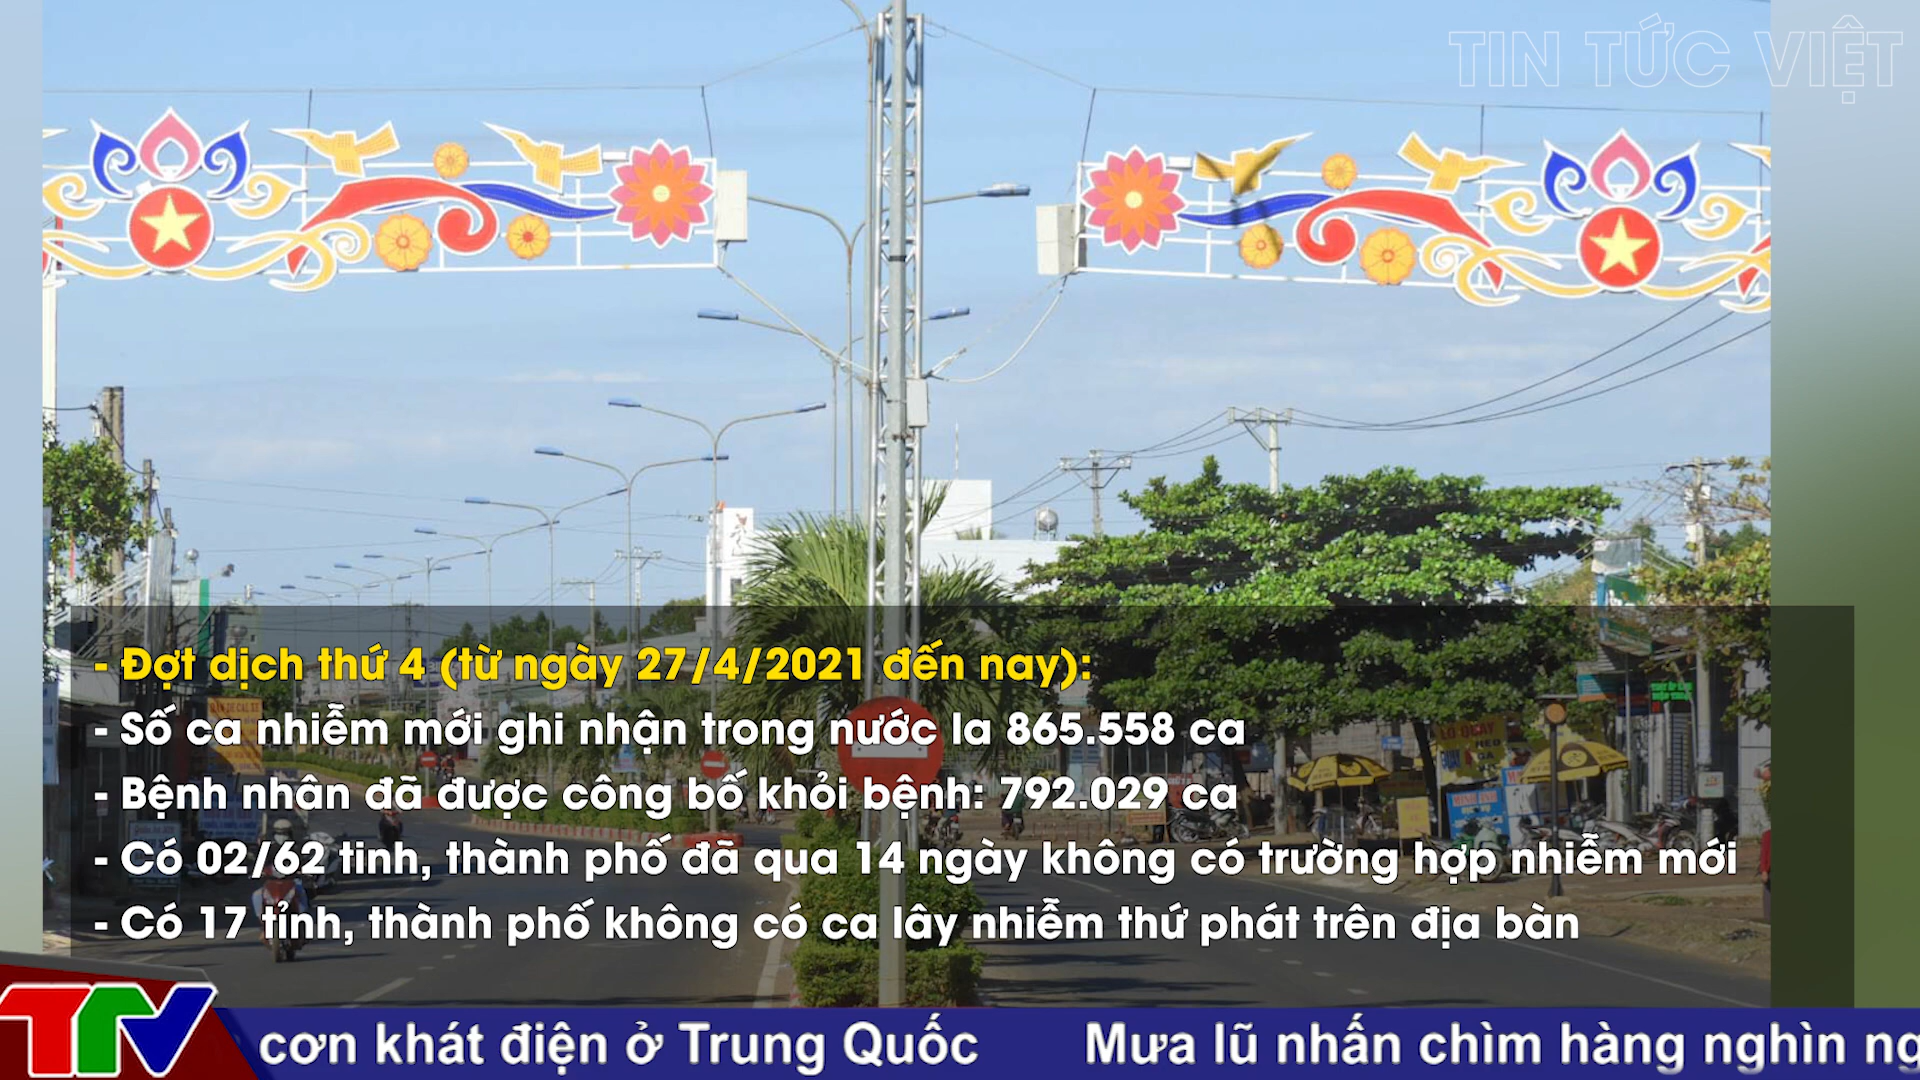 TIN TỨC VIỆT
- Đợt dịch thứ 4 (từ ngày 27/4/2021 đến nay):
- Số ca nhiễm mới ghi nhận trong nước la 865.558 ca
- Bệnh nhân đã được công bố khỏi bệnh: 792.029 ca
- Có 02/62 tinh, thành phố đã qua 14 ngày không có trường hợp nhiễm mới
- Có 17 tỉnh, thành phố không có ca lây nhiễm thứ phát trên địa bàn
TTV
cơn khát điện ở Trung Quốc Mưa lũ nhấn chìm hàng nghìn ng